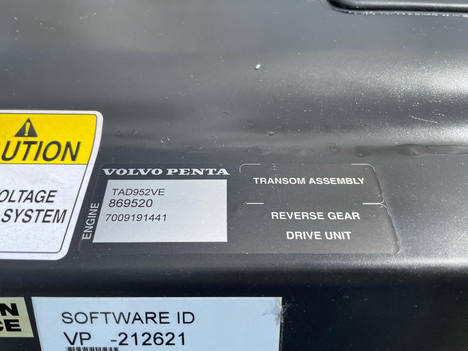 UTION
OLTAGE
SYSTEM
VOLVO PENTA
ENGINE
TAD952VE
869520
7009191441
TRANSOM ASSEMBLY
REVERSE GEAR
DRIVE UNIT
N
CE
SOFTWARE ID
VP -212621